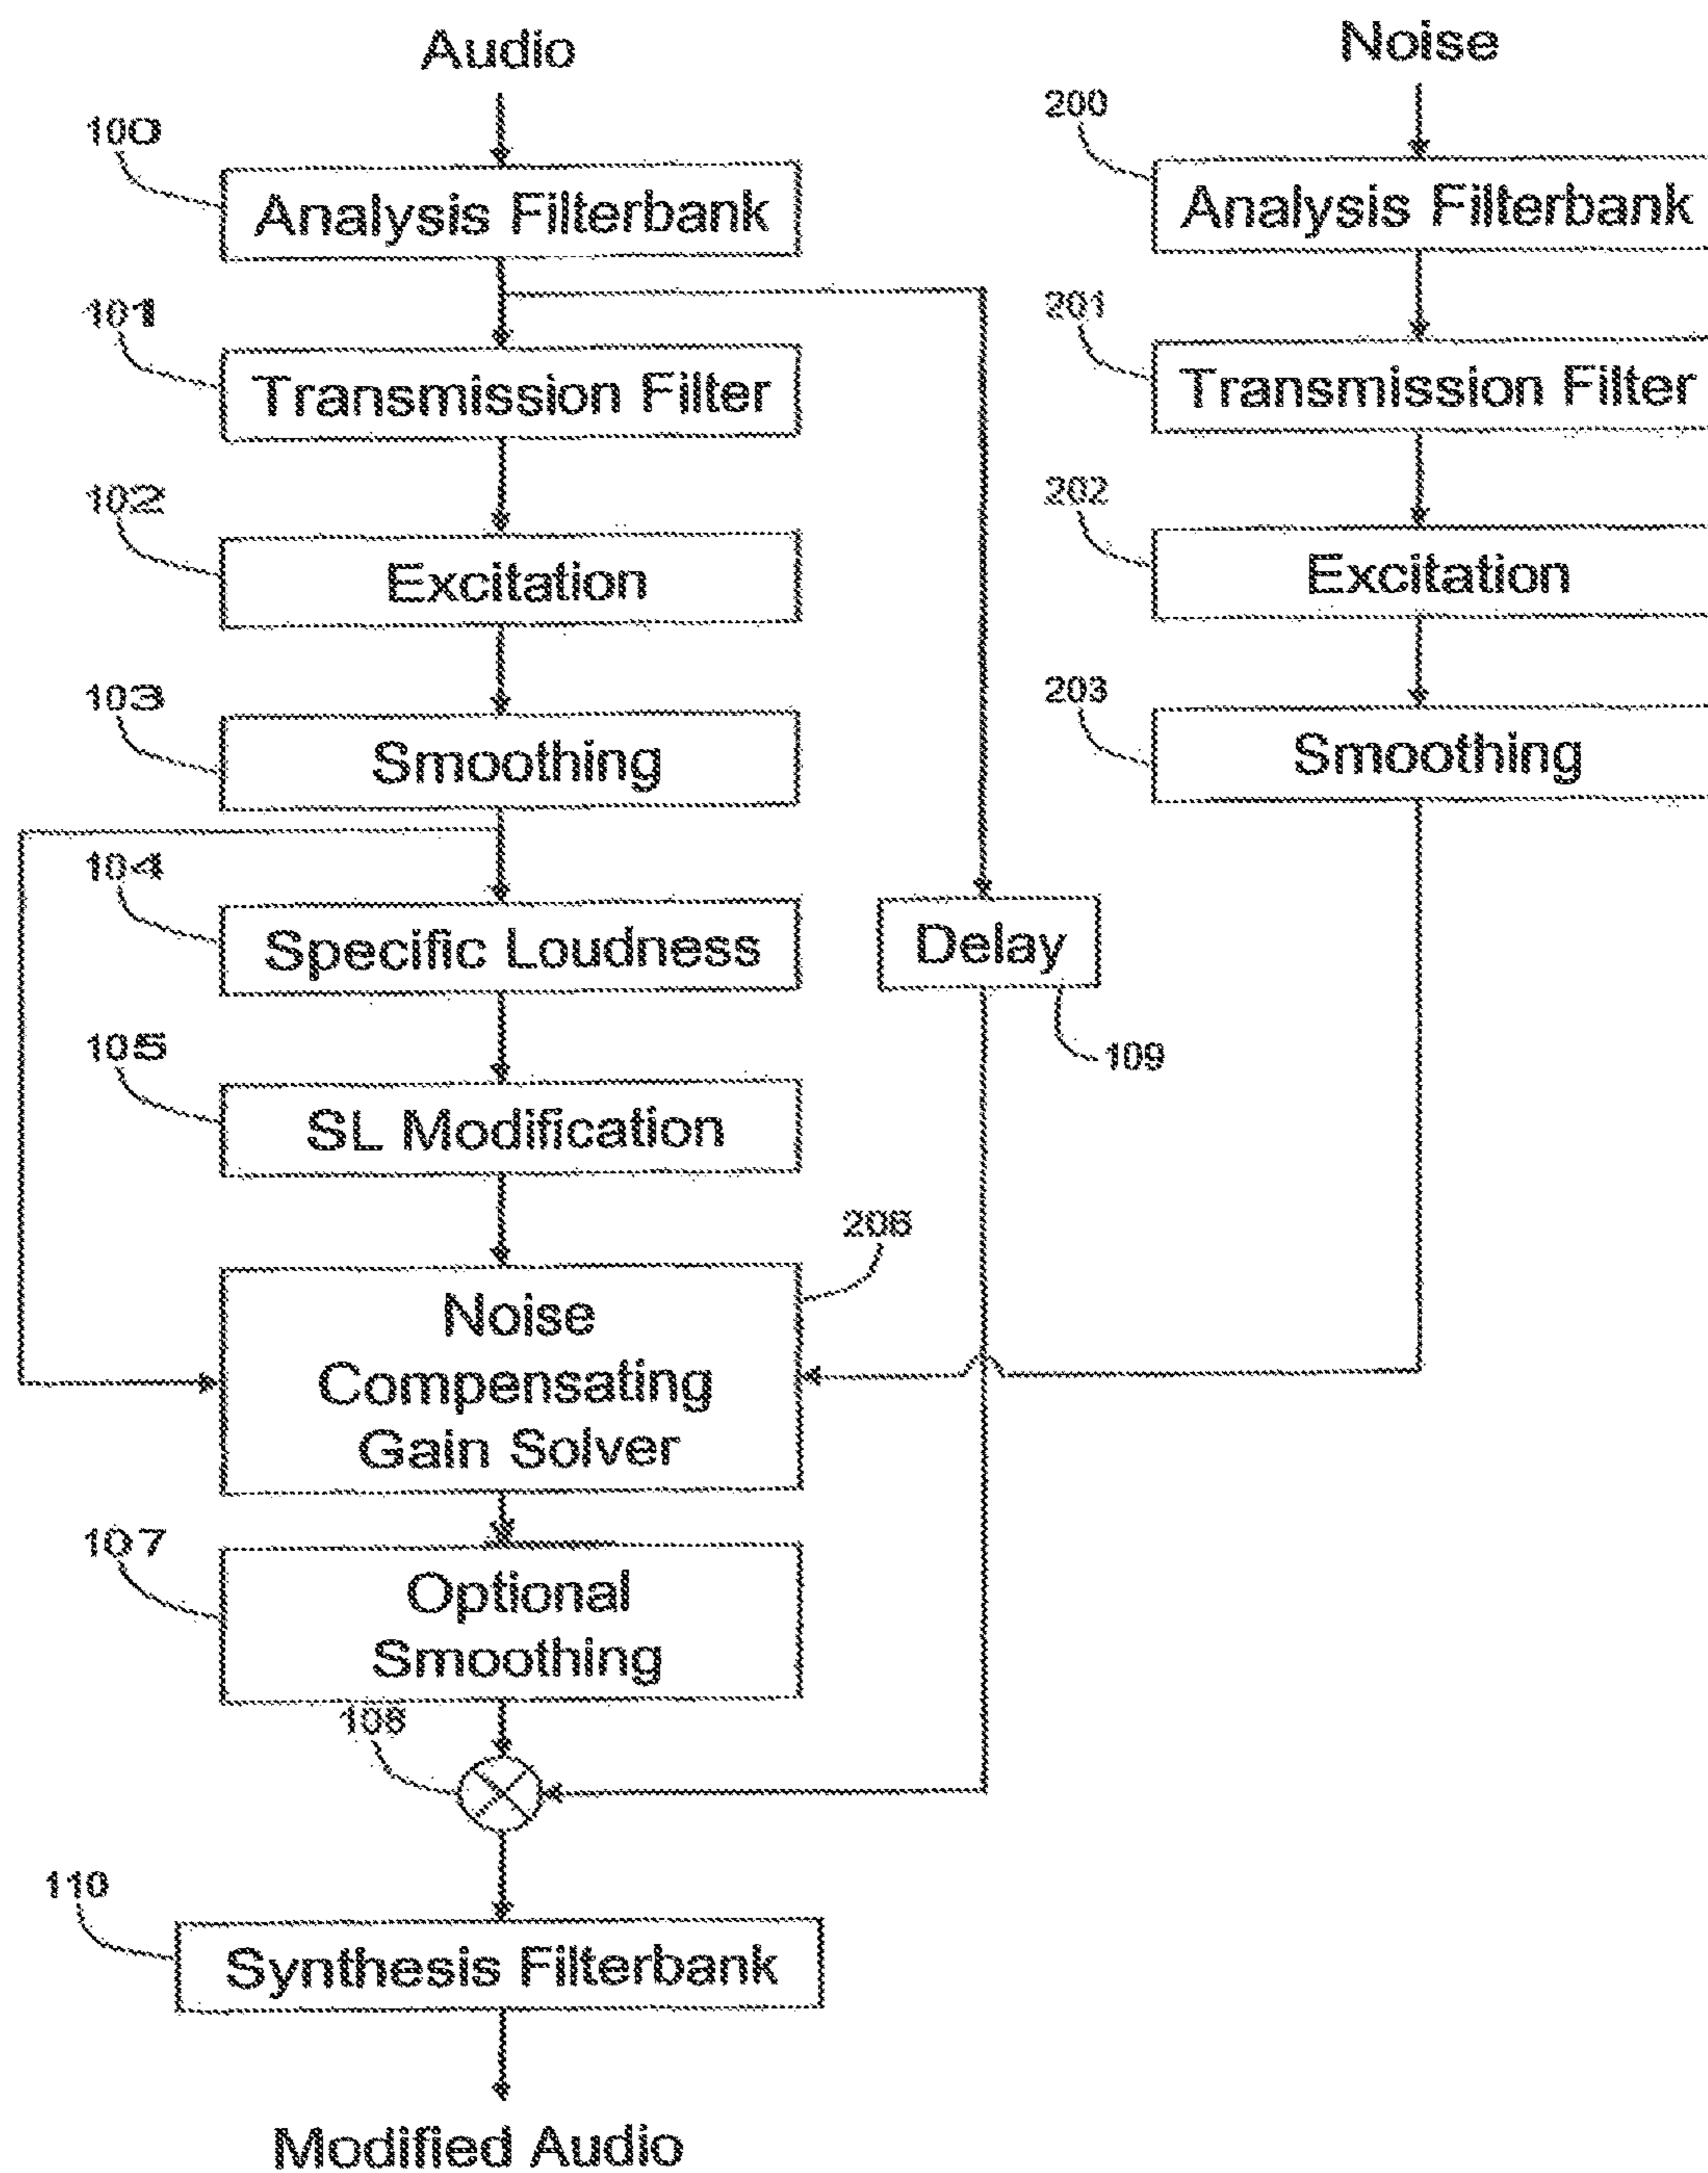 Audio
Noise
100
200
Analysis Filterbank
Analysis Filterbank
101
201
Transmission Filter
Transmission Filter
102
202
Excitation
Excitation
103
203
Smoothing
Smoothing
104
Specific Loudness
Delay
109
105
SL Modification
206
Noise
Compensating
Gain Solver
107
Optional
Smoothing
108
110
Synthesis Filterbank
Modified Audio